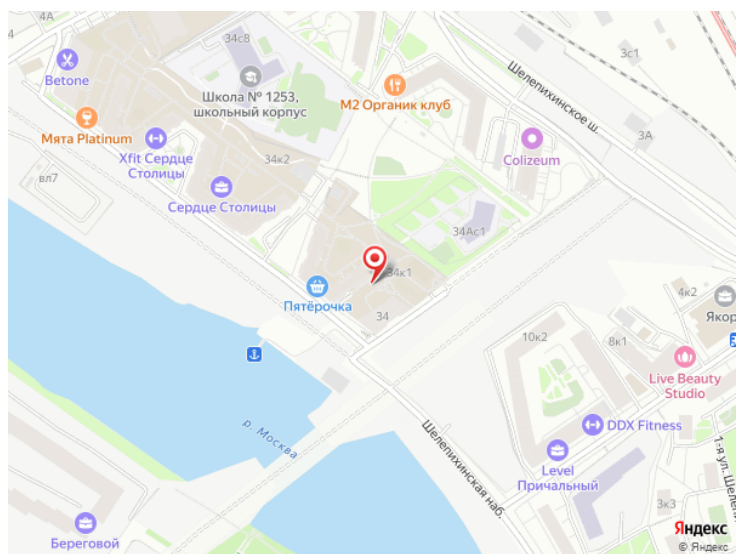 4А
34с8
3с1
Betone
Школа № 1253,
школьный корпус
М2 Органик клуб
Шелепихинское ш.
3А
Мята Platinum
Xfit Сердце
Столицы
34к2
Colizeum
вл7
Сердце Столицы
34Ас1
34к1
Пятёрочка
34
4к2
Якор
10к2
8к1
Live Beauty
Studio
р. Москва
Шелепихинская наб.
DDX Fitness
Level
Причальный
1-я ул. Шелепи
3к3
Береговой
Яндекс
© Яндекс